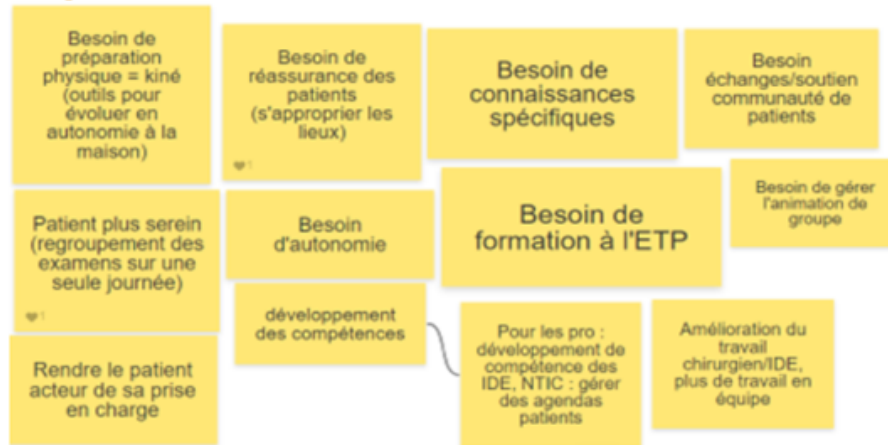 Besoin de
préparation
physique = kiné
(outils pour
évoluer en
autonomie à la
maison)
Besoin de
réassurance des
patients
(s'approprier les
lieux)
1
Besoin de
connaissances
spécifiques
Besoin
échanges/soutien
communauté de
patients
Patient plus serein
(regroupement des
examens sur une
seule journée)
1
Besoin
d'autonomie
Besoin de
formation à l'ETP
Besoin de gérer
l'animation de
groupe
développement
des compétences
Rendre le patient
acteur de sa prise
en charge
Pour les pro :
développement de
compétence des
IDE, NTIC : gérer
des agendas
patients
Amélioration du
travail
chirurgien/IDE,
plus de travail en
équipe